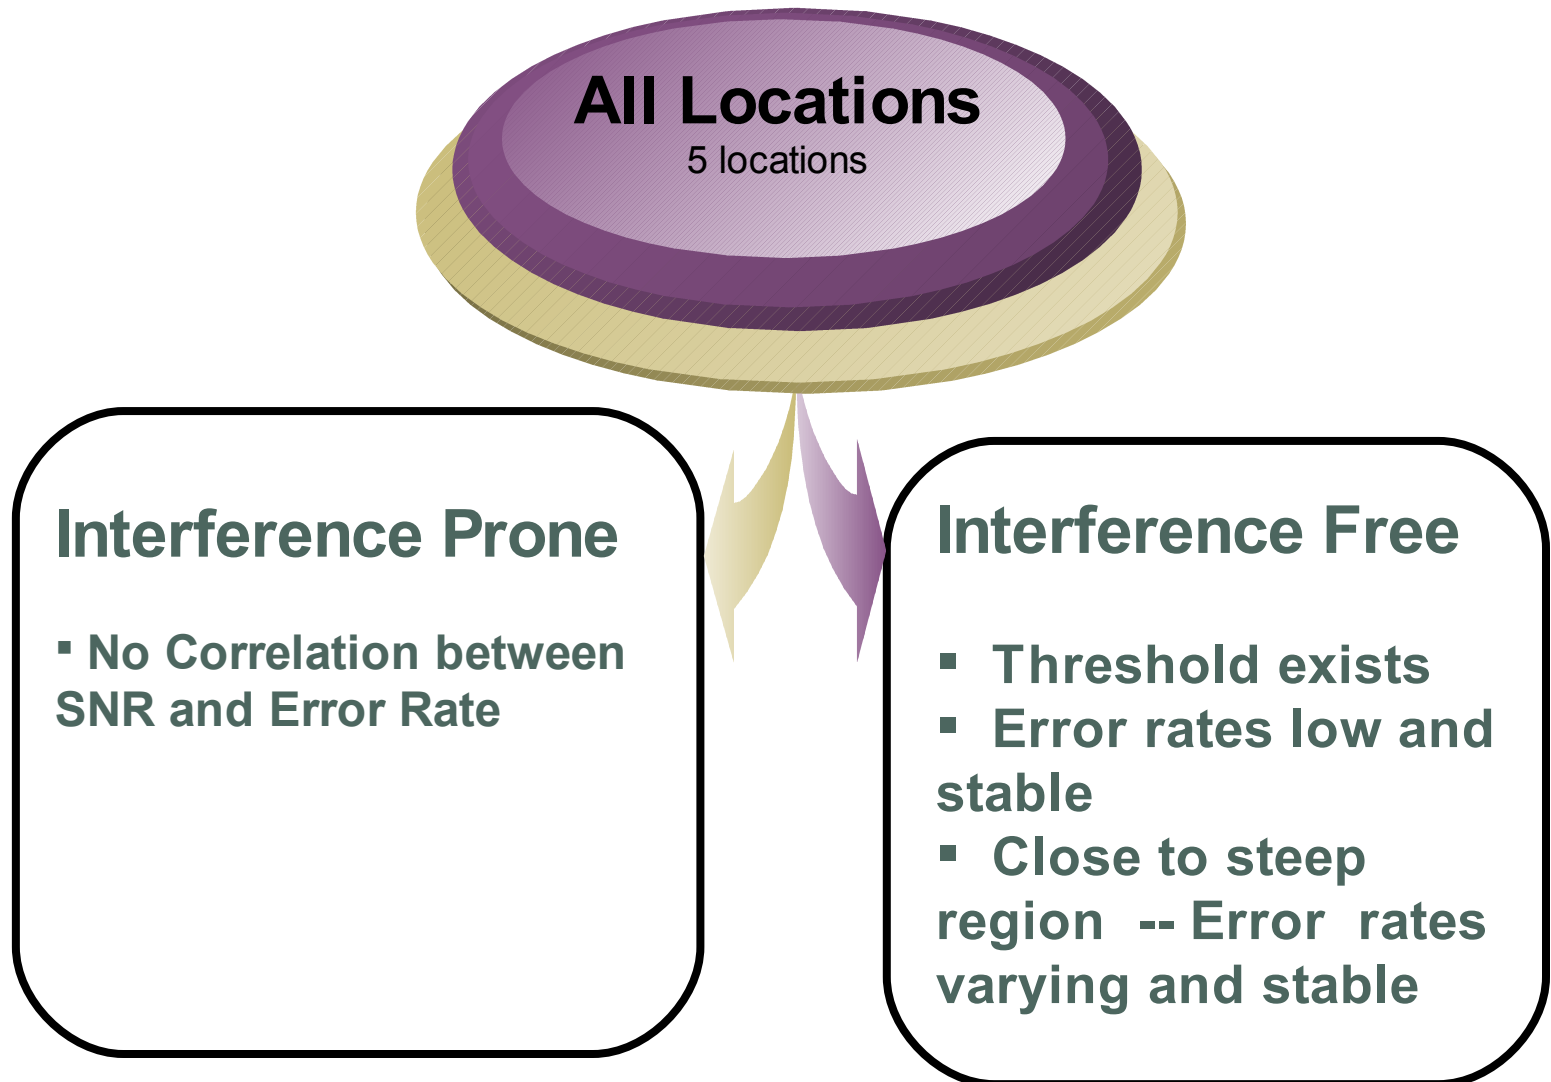 All Locations
5 locations
Interference Prone
▪ No Correlation between
SNR and Error Rate
Interference Free
▪ Threshold exists
▪ Error rates low and
stable
▪ Close to steep
region -- Error rates
varying and stable